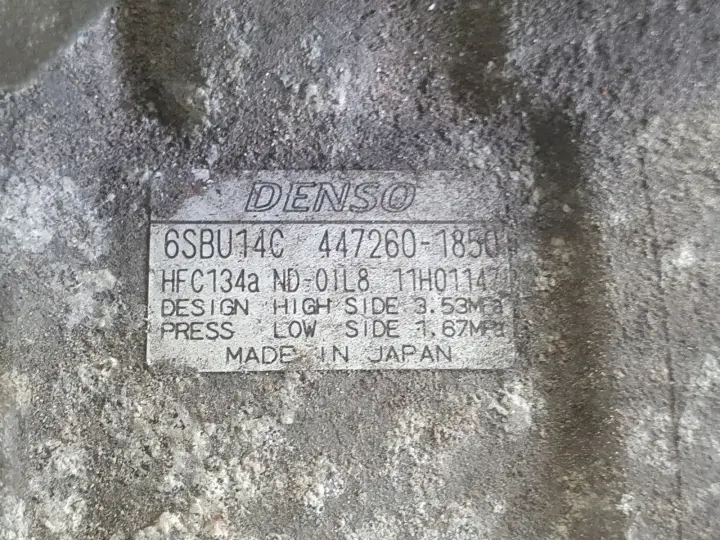 DENSO
6SBU14C 447260-1850
HFC134a ND-OIL8
DESIGN HIGH SIDE 3.53MPa
PRESS LOW SIDE 1.67MPa
MADE IN JAPAN